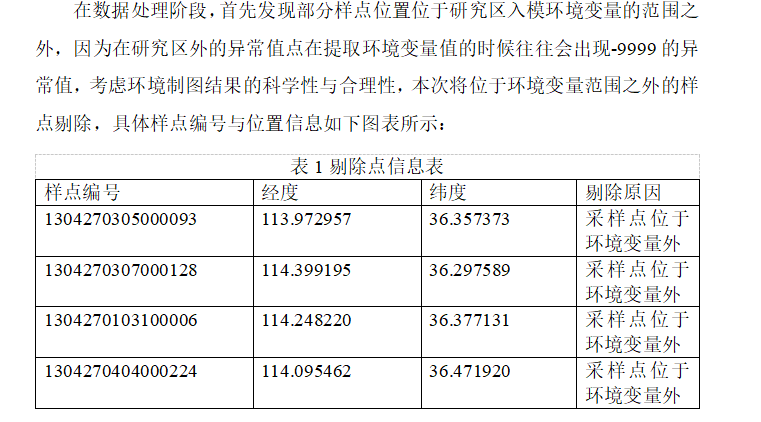 在数据处理阶段，首先发现部分样点位置位于研究区入模环境变量的范围之
外，因为在研究区外的异常值点在提取环境变量值的时候往往会出现-9999 的异
常值，考虑环境制图结果的科学性与合理性，本次将位于环境变量范围之外的样
点剔除，具体样点编号与位置信息如下图表所示：
表 1 剔除点信息表
样点编号 经度 纬度 剔除原因
1304270305000093 113.972957 36.357373 采样点位于
环境变量外
1304270307000128 114.399195 36.297589 采样点位于
环境变量外
1304270103100006 114.248220 36.377131 采样点位于
环境变量外
1304270404000224 114.095462 36.471920 采样点位于
环境变量外